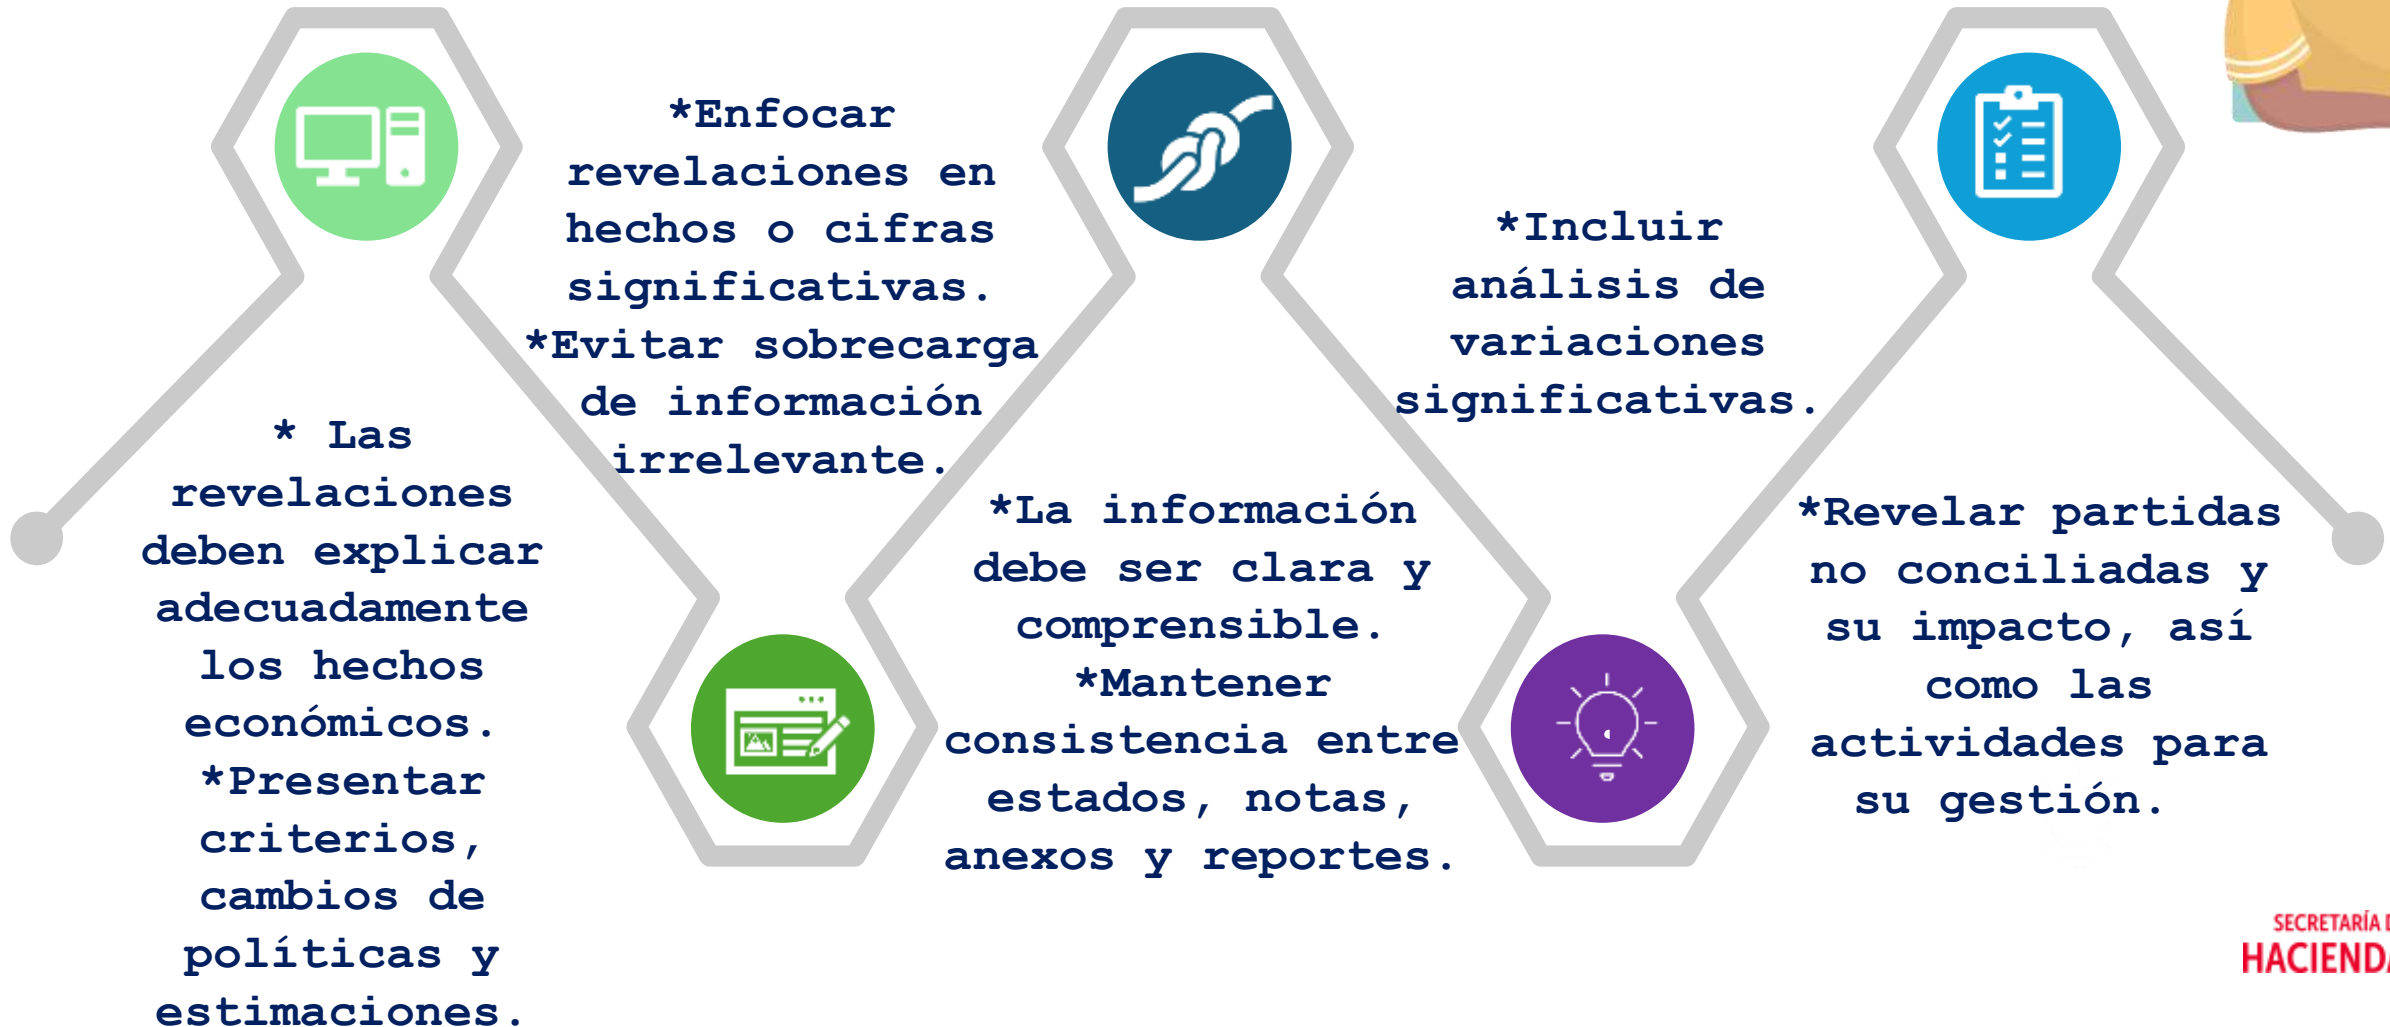 * Las
revelaciones
deben explicar
adecuadamente
los hechos
económicos.
*Presentar
criterios,
cambios de
políticas y
estimaciones.
*Enfocar
revelaciones en
hechos o cifras
significativas.
*Evitar sobrecarga
de información
irrelevante.
*La información
debe ser clara y
comprensible.
*Mantener
consistencia entre
estados, notas,
anexos y reportes.
*Incluir
análisis de
variaciones
significativas.
*Revelar partidas
no conciliadas y
su impacto, así
como las
actividades para
su gestión.
SECRETARÍA D
HACIENDA